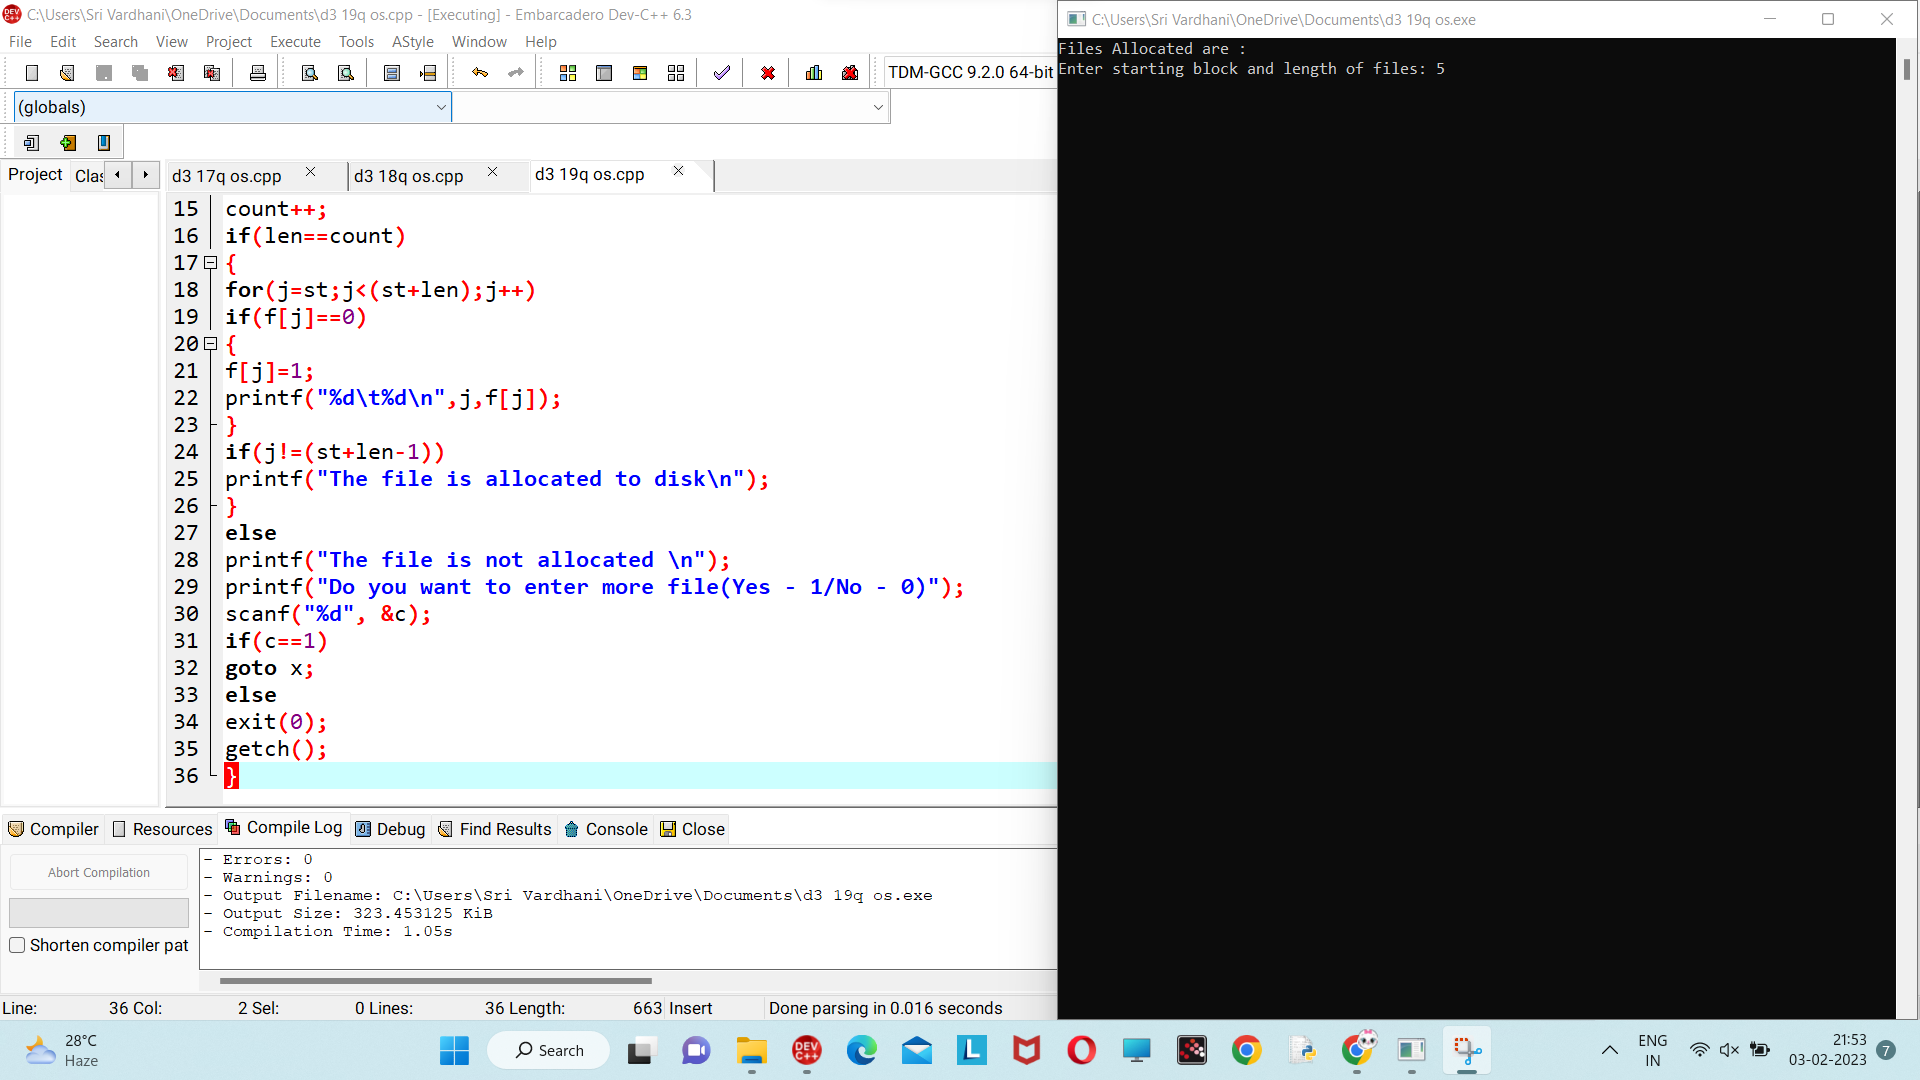 C:\Users\Sri Vardhani\OneDrive\Documents\d3 19q os.cpp - [Executing] - Embarcadero Dev-C++ 6.3
File Edit Search View Project Execute Tools AStyle Window Help
TDM-GCC 9.2.0 64-bit
(globals)
Project Clas
d3 17q os.cpp d3 18q os.cpp d3 19q os.cpp
15 count++;
16 if(len==count)
17 {
18 for(j=st;j<(st+len);j++)
19 if(f[j]==0)
20 {
21 f[j]=1;
22 printf("%d\t%d\n",j,f[j]);
23 }
24 if(j!=(st+len-1))
25 printf("The file is allocated to disk\n");
26 }
27 else
28 printf("The file is not allocated \n");
29 printf("Do you want to enter more file(Yes - 1/No - 0)");
30 scanf("%d", &c);
31 if(c==1)
32 goto x;
33 else
34 exit(0);
35 getch();
36 }
Compiler Resources Compile Log Debug Find Results Console Close
Abort Compilation
Shorten compiler pat
- Errors: 0
- Warnings: 0
- Output Filename: C:\Users\Sri Vardhani\OneDrive\Documents\d3 19q os.exe
- Output Size: 323.453125 KiB
- Compilation Time: 1.05s
Line: 36 Col: 2 Sel: 0 Lines: 36 Length: 663 Insert Done parsing in 0.016 seconds
C:\Users\Sri Vardhani\OneDrive\Documents\d3 19q os.exe
Files Allocated are :
Enter starting block and length of files: 5
28°C
Haze
Search
DEV C++
L
ENG
IN
21:53
03-02-2023
7